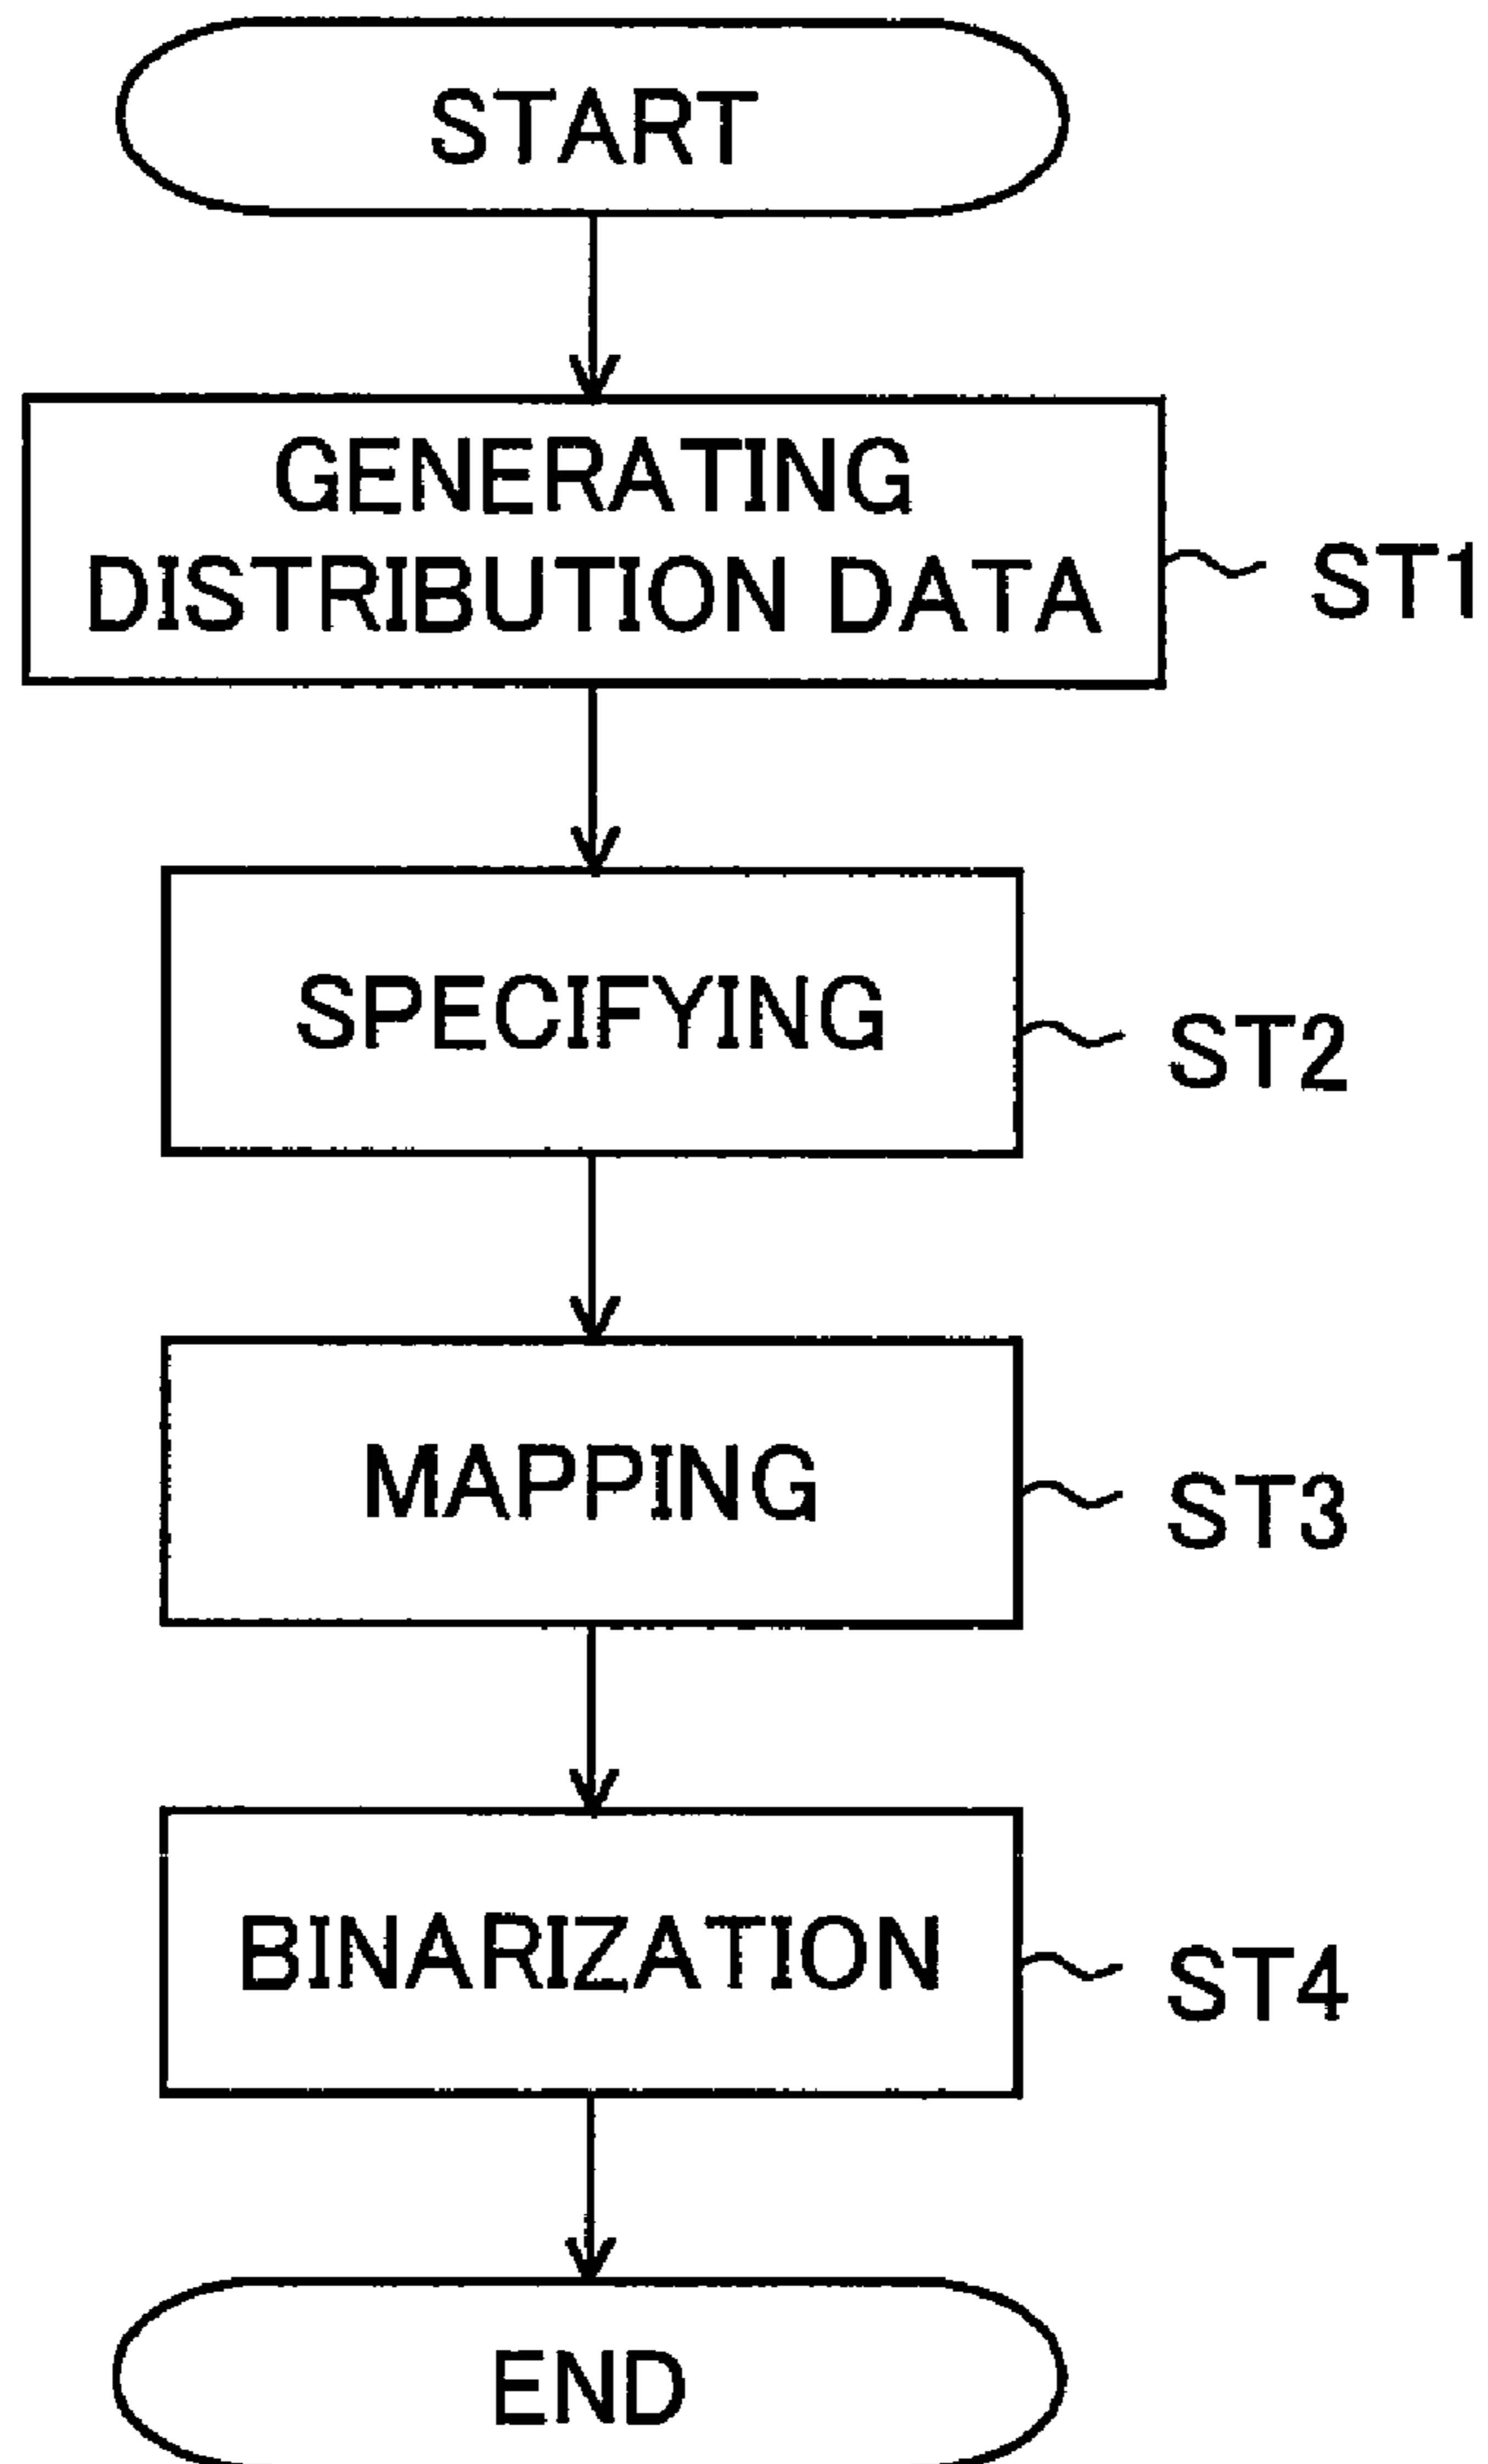 START
GENERATING
DISTRIBUTION DATA
ST1
SPECIFYING
ST2
MAPPING
ST3
BINARIZATION
ST4
END